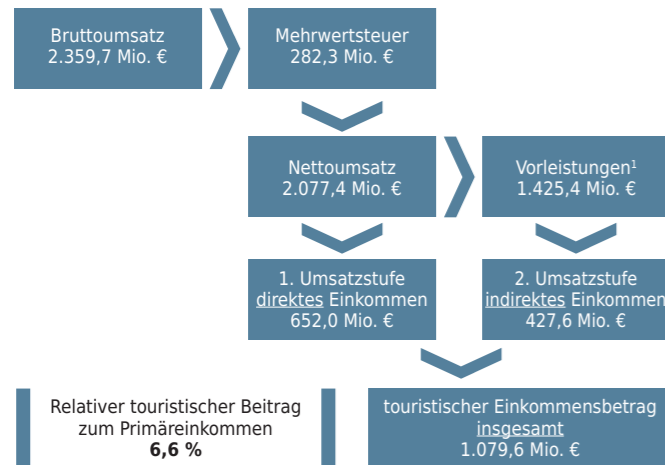 Bruttoumsatz
2.359,7 Mio. €
Mehrwertsteuer
282,3 Mio. €
Nettoumsatz
2.077,4 Mio. €
Vorleistungen¹
1.425,4 Mio. €
1. Umsatzstufe
direktes Einkommen
652,0 Mio. €
2. Umsatzstufe
indirektes Einkommen
427,6 Mio. €
Relativer touristischer Beitrag
zum Primäreinkommen
6,6 %
touristischer Einkommensbetrag
insgesamt
1.079,6 Mio. €